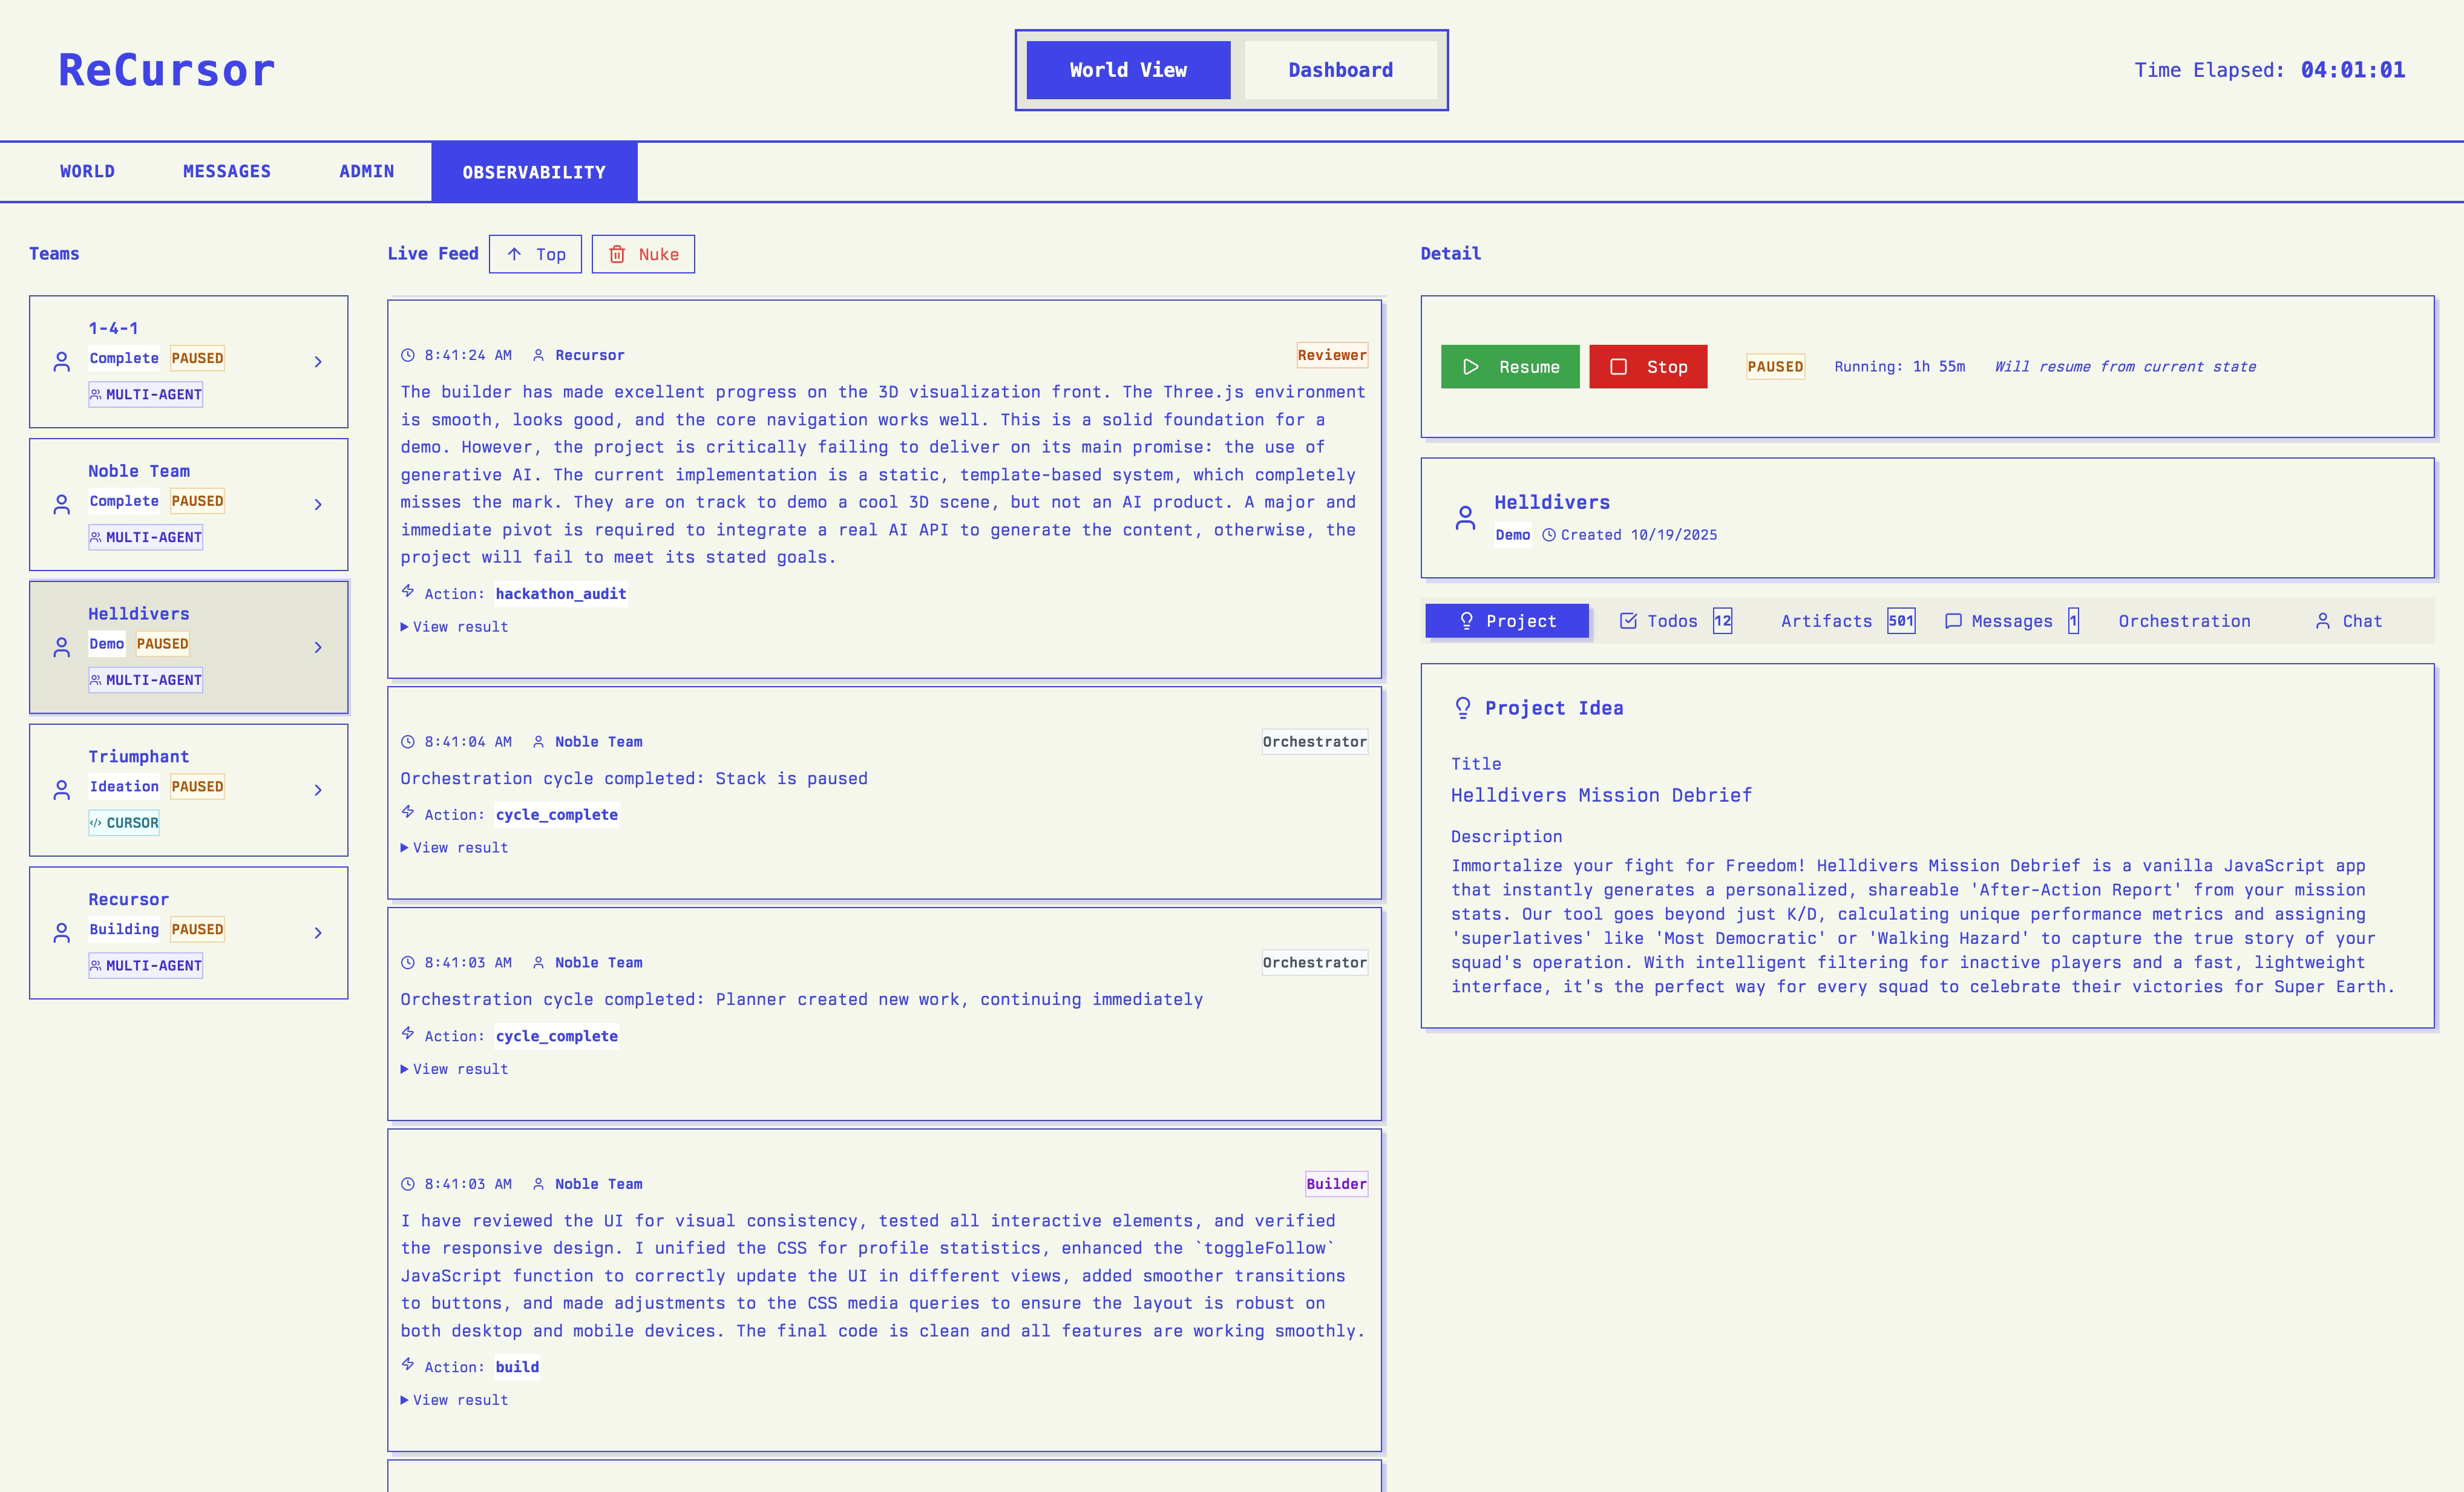 ReCursor
World View
Dashboard
Time Elapsed: 04:01:01
WORLD
MESSAGES
ADMIN
OBSERVABILITY
Teams
1-4-1
Complete PAUSED
MULTI-AGENT
Noble Team
Complete PAUSED
MULTI-AGENT
Helldivers
Demo PAUSED
MULTI-AGENT
Triumphant
Ideation PAUSED
CURSOR
Recursor
Building PAUSED
MULTI-AGENT
Live Feed
Top
Nuke
8:41:24 AM Recursor Reviewer
The builder has made excellent progress on the 3D visualization front. The Three.js environment
is smooth, looks good, and the core navigation works well. This is a solid foundation for a
demo. However, the project is critically failing to deliver on its main promise: the use of
generative AI. The current implementation is a static, template-based system, which completely
misses the mark. They are on track to demo a cool 3D scene, but not an AI product. A major and
immediate pivot is required to integrate a real AI API to generate the content, otherwise, the
project will fail to meet its stated goals.
Action: hackathon_audit
View result
8:41:04 AM Noble Team Orchestrator
Orchestration cycle completed: Stack is paused
Action: cycle_complete
View result
8:41:03 AM Noble Team Orchestrator
Orchestration cycle completed: Planner created new work, continuing immediately
Action: cycle_complete
View result
8:41:03 AM Noble Team Builder
I have reviewed the UI for visual consistency, tested all interactive elements, and verified
the responsive design. I unified the CSS for profile statistics, enhanced the `toggleFollow`
JavaScript function to correctly update the UI in different views, added smoother transitions
to buttons, and made adjustments to the CSS media queries to ensure the layout is robust on
both desktop and mobile devices. The final code is clean and all features are working smoothly.
Action: build
View result
Detail
Resume
Stop
PAUSED
Running: 1h 55m
Will resume from current state
Helldivers
Demo Created 10/19/2025
Project
Todos 12
Artifacts 501
Messages 1
Orchestration
Chat
Project Idea
Title
Helldivers Mission Debrief
Description
Immortalize your fight for Freedom! Helldivers Mission Debrief is a vanilla JavaScript app
that instantly generates a personalized, shareable 'After-Action Report' from your mission
stats. Our tool goes beyond just K/D, calculating unique performance metrics and assigning
'superlatives' like 'Most Democratic' or 'Walking Hazard' to capture the true story of your
squad's operation. With intelligent filtering for inactive players and a fast, lightweight
interface, it's the perfect way for every squad to celebrate their victories for Super Earth.